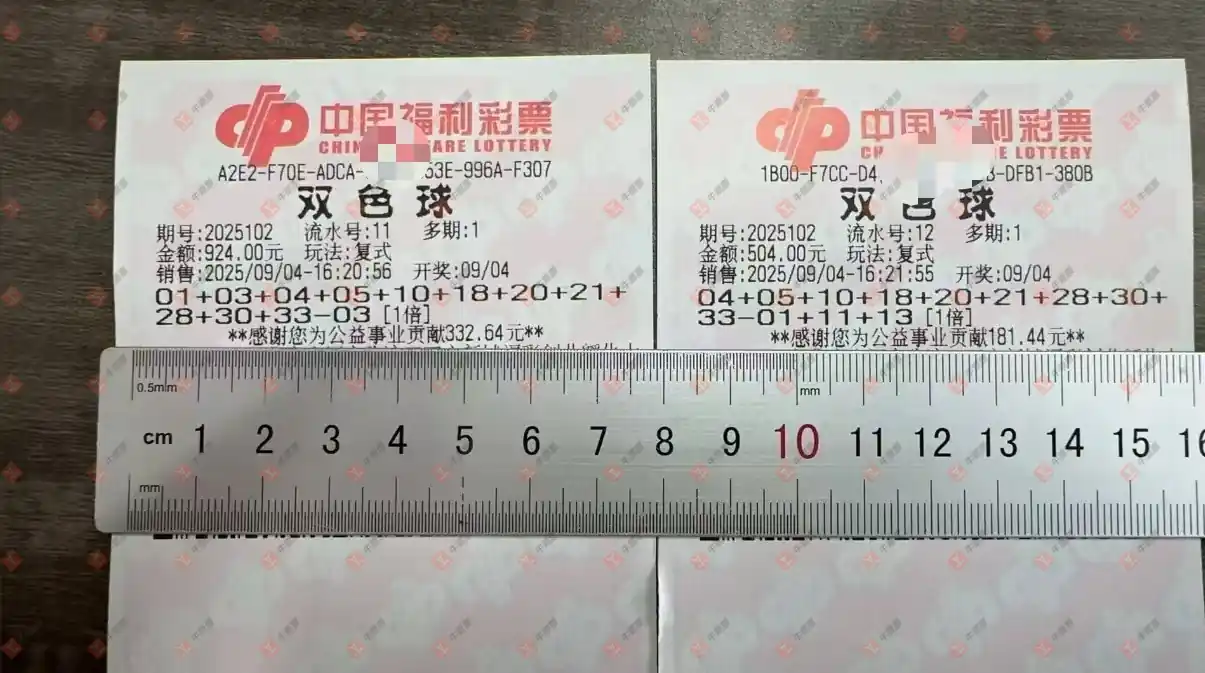 中国福利彩票
ARE LOTTERY
A2E2-F70E-ADCA-
53E-996A-F307
双色球
期号:2025102 流水号:11 多期:1
金额:924.00元 玩法:复式
销售:2025/09/04-16:20:56 开奖:09/04
01+03+04+05+10+18+20+21+
28+30+33-03 [1倍]
**感谢您为公益事业贡献332.64元**
中国利彩票
E LOTTERY
1B00-F7CC-D4
-DFB1-380B
双色球
期号:2025102 流水号:12 多期:1
金额:504.00元 玩法:复式
销售:2025/09/04-16:21:55 开奖:09/04
04+05+10+18+20+21+28+30+
33-01+11+13 [1倍]
**感谢您为公益事业贡献181.44元**
0.5mm mm
cm 1 2 3 4 5 6 7 8 9 10 11 12 13 14 15
mm